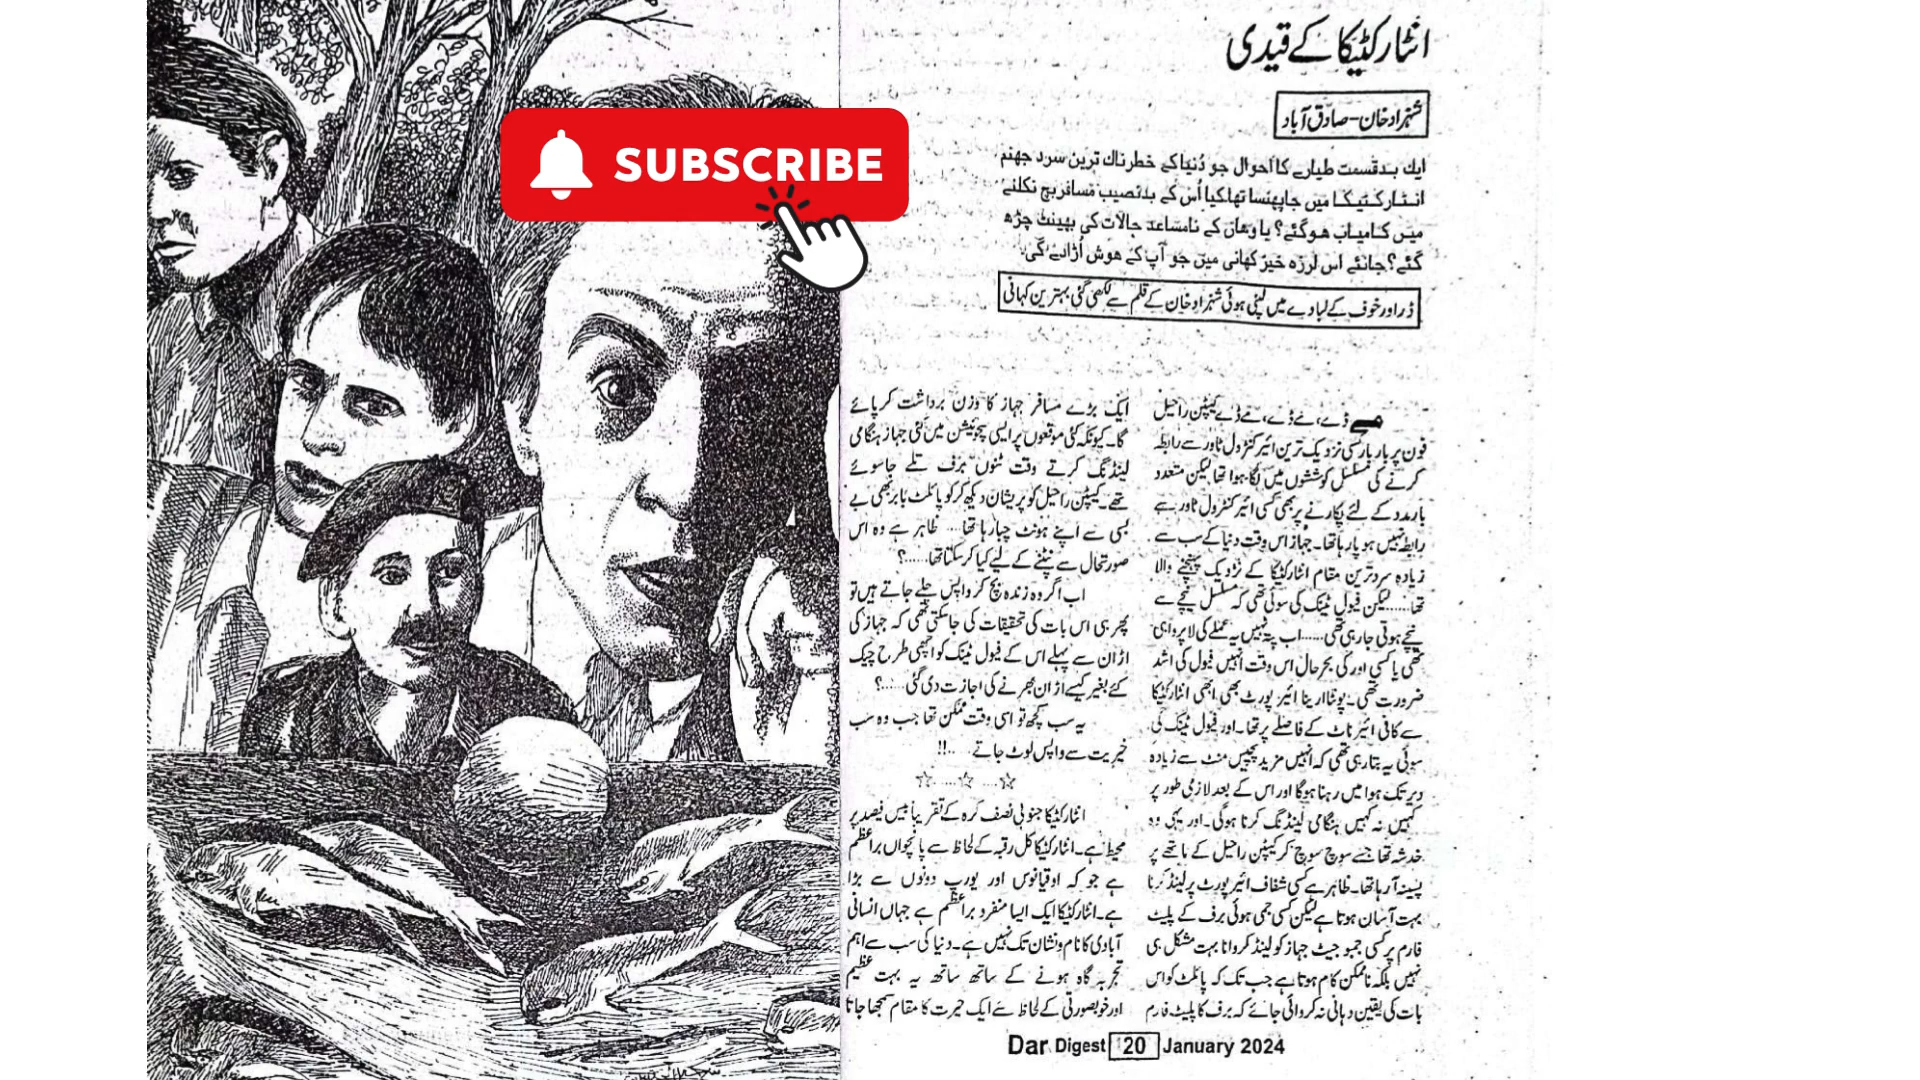 SUBSCRIBE
انٹارکٹیکا کے قیدی
شہزاد خان-صادق آباد
ایک بدقسمت طیارے کا احوال جو دُنیا کے خطرناک ترین سرد جہنم
انٹارکٹیکا میں جاپھنسا تھا۔کیا اُس کے بدنصیب مسافر بچ نکلنے
میں کامیاب ہوگئے؟ یا وہاں کے نامساعد حالات کی بھینٹ چڑھ
گئے؟ جانئے اس لرزہ خیز کہانی میں جو آپ کے ہوش اُڑادے گی۔
ڈر اور خوف کے لبادے میں لپٹی ہوئی شہزاد خان کے قلم سے لکھی گئی بہترین کہانی
مے ڈے، مے ڈے، مے ڈے کیپٹن راحیل
فون پر بار بار کسی نزدیک ترین ائیر کنٹرول ٹاور سے رابطہ
کرنے کی مسلسل کوششوں میں لگا ہوا تھا لیکن متعدد
بار مدد کے لئے پکارنے پر بھی کسی ائیر کنٹرول ٹاور سے
رابطہ نہیں ہو پا رہا تھا۔ جہاز اس وقت دنیا کے سب سے
زیادہ سرد ترین مقام انٹارکٹیکا کے نزدیک پہنچنے والا
تھا......لیکن فیول ٹینک کی سوئی تھی کہ مسلسل نیچے سے
نیچے ہوتی جا رہی تھی......اب پتہ نہیں یہ عملے کی لاپرواہی
تھی یا کسی اور کی بحر حال اس وقت انہیں فیول کی اشد
ضرورت تھی۔ پونٹا ارینا ائیر پورٹ بھی ابھی انٹارکٹیکا
سے کافی ائیر ناٹ کے فاصلے پر تھا۔ اور فیول ٹینک کی
سوئی یہ بتا رہی تھی کہ انہیں مزید پچیس منٹ سے زیادہ
دیر تک ہوا میں رہنا ہوگا اور اس کے بعد لازمی طور پر
کہیں نہ کہیں ہنگامی لینڈنگ کرنا ہوگی۔ اور یہی وہ
خدشہ تھا جسے سوچ سوچ کر کیپٹن راحیل کے ماتھے پر
پسینہ آ رہا تھا۔ ظاہر ہے کسی شفاف ائیر پورٹ پر لینڈ کرنا
بہت آسان ہوتا ہے لیکن کسی جمی ہوئی برف کے پلیٹ
فارم پر کسی جمبو جیٹ جہاز کو لینڈ کروانا بہت مشکل ہی
نہیں بلکہ ناممکن کام ہوتا ہے جب تک کہ پائلٹ کو اس
بات کی یقین دہانی نہ کروائی جائے کہ برف کا پلیٹ فارم
ایک بڑے مسافر جہاز کا وزن برداشت کر پائے
گا۔ کیونکہ کئی موقعوں پر ایسی سچوئیشن میں کئی جہاز ہنگامی
لینڈنگ کرتے وقت ٹنوں برف تلے جا سوئے
تھے۔ کیپٹن راحیل کو پریشان دیکھ کر کو پائلٹ بابر بھی بے
بسی سے اپنے ہونٹ چبا رہا تھا.... ظاہر ہے وہ اس
صورتحال سے نپٹنے کے لیے کیا کر سکتا تھا......؟
اب اگر وہ زندہ بچ کر واپس چلے جاتے ہیں تو
پھر ہی اس بات کی تحقیقات کی جا سکتی تھی کہ جہاز کی
اڑان سے پہلے اس کے فیول ٹینک کو اچھی طرح چیک
کئے بغیر کیسے اڑان بھرنے کی اجازت دی گئی......؟
یہ سب کچھ تو اسی وقت ممکن تھا جب وہ سب
خیریت سے واپس لوٹ جاتے ....!!
☆......☆......☆
انٹارکٹیکا جنوبی نصف کرہ کے تقریباً بیس فیصد پر
محیط ہے۔ انٹارکٹیکا کل رقبہ کے لحاظ سے پانچواں براعظم
ہے جو کہ اوقیانوس اور یورپ دونوں سے بڑا
ہے۔ انٹارکٹیکا ایک ایسا منفرد براعظم ہے جہاں انسانی
آبادی کا نام و نشان تک نہیں ہے۔ دنیا کی سب سے اہم
تجربہ گاہ ہونے کے ساتھ ساتھ یہ بہت عظیم
اور خوبصورتی کے لحاظ سے ایک حیرت کا مقام سمجھا جاتا
Dar Digest 20 January 2024